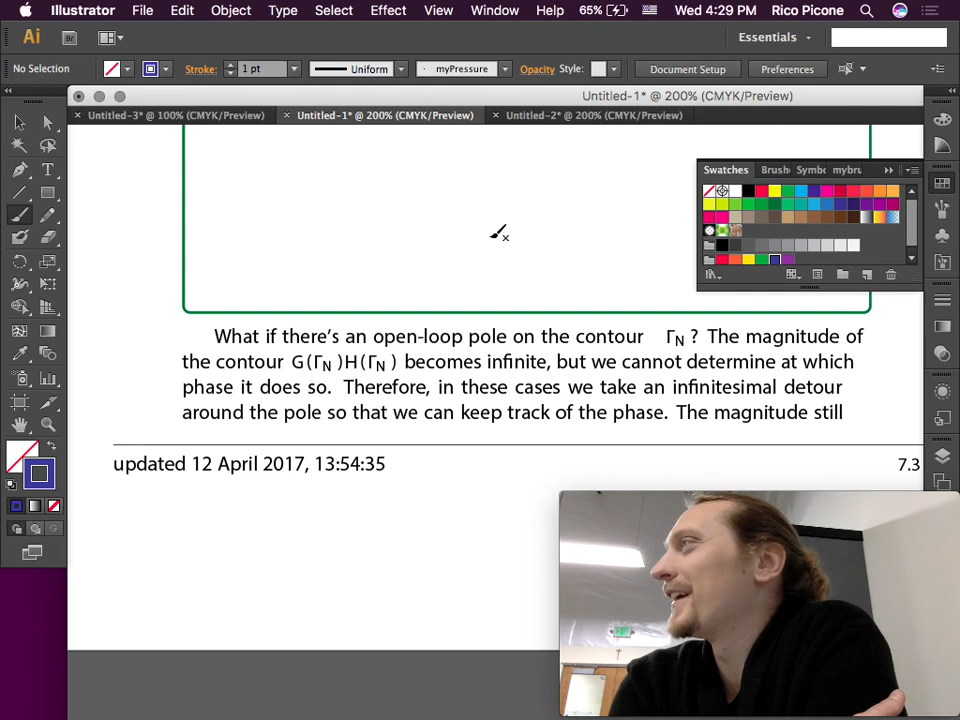 Illustrator File Edit Object Type Select Effect View Window Help 65% Wed 4:29 PM Rico Picone
Ai Br Essentials
No Selection Stroke: 1 pt Uniform myPressure Opacity Style: Document Setup Preferences
Untitled-1* @ 200% (CMYK/Preview)
Untitled-3* @ 100% (CMYK/Preview) Untitled-1* @ 200% (CMYK/Preview) Untitled-2* @ 200% (CMYK/Preview)
Swatches Brushe Symbo mybru
What if there's an open-loop pole on the contour Γ_N ? The magnitude of
the contour G(Γ_N )H(Γ_N ) becomes infinite, but we cannot determine at which
phase it does so. Therefore, in these cases we take an infinitesimal detour
around the pole so that we can keep track of the phase. The magnitude still
updated 12 April 2017, 13:54:35 7.3